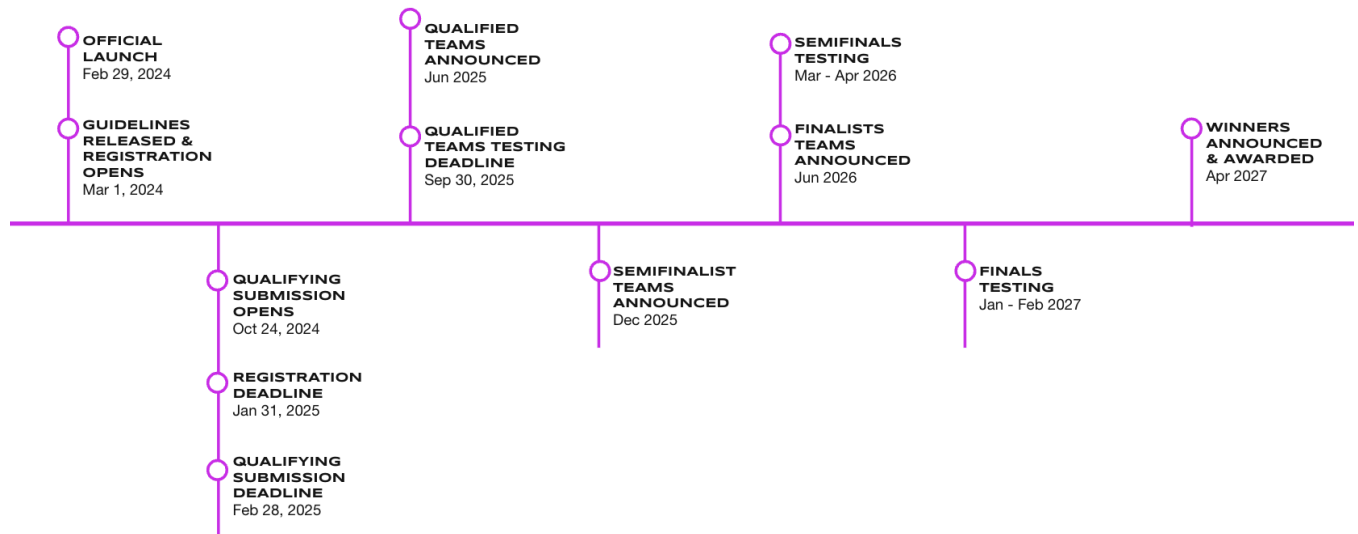 OFFICIAL
LAUNCH
Feb 29, 2024
GUIDELINES
RELEASED &
REGISTRATION
OPENS
Mar 1, 2024
QUALIFYING
SUBMISSION
OPENS
Oct 24, 2024
REGISTRATION
DEADLINE
Jan 31, 2025
QUALIFYING
SUBMISSION
DEADLINE
Feb 28, 2025
QUALIFIED
TEAMS
ANNOUNCED
Jun 2025
QUALIFIED
TEAMS TESTING
DEADLINE
Sep 30, 2025
SEMIFINALIST
TEAMS
ANNOUNCED
Dec 2025
SEMIFINALS
TESTING
Mar - Apr 2026
FINALISTS
TEAMS
ANNOUNCED
Jun 2026
FINALS
TESTING
Jan - Feb 2027
WINNERS
ANNOUNCED
& AWARDED
Apr 2027